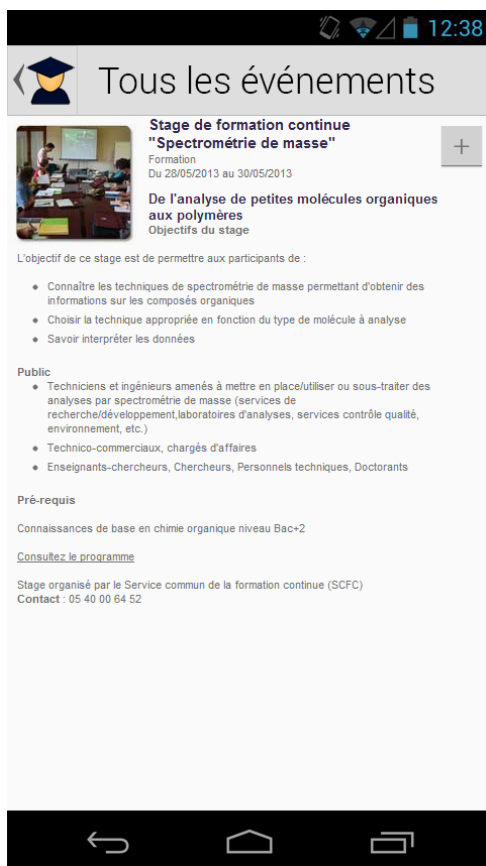 12:38
Tous les événements
Stage de formation continue
"Spectrométrie de masse"
Formation
Du 28/05/2013 au 30/05/2013
+
De l'analyse de petites molécules organiques
aux polymères
Objectifs du stage
L'objectif de ce stage est de permettre aux participants de :
Connaître les techniques de spectrométrie de masse permettant d'obtenir des
informations sur les composés organiques
Choisir la technique appropriée en fonction du type de molécule à analyse
Savoir interpréter les données
Public
Techniciens et ingénieurs amenés à mettre en place/utiliser ou sous-traiter des
analyses par spectrométrie de masse (services de
recherche/développement,laboratoires d'analyses, services contrôle qualité,
environnement, etc.)
Technico-commerciaux, chargés d'affaires
Enseignants-chercheurs, Chercheurs, Personnels techniques, Doctorants
Pré-requis
Connaissances de base en chimie organique niveau Bac+2
Consultez le programme
Stage organisé par le Service commun de la formation continue (SCFC)
Contact : 05 40 00 64 52